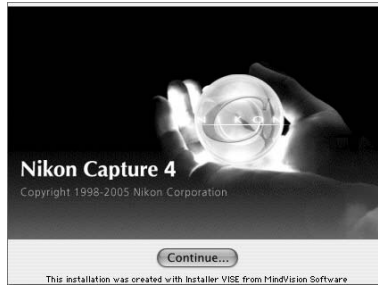 NIKON
Nikon Capture 4
Copyright 1998-2005 Nikon Corporation
Continue...
This installation was created with Installer VISE from MindVision Software